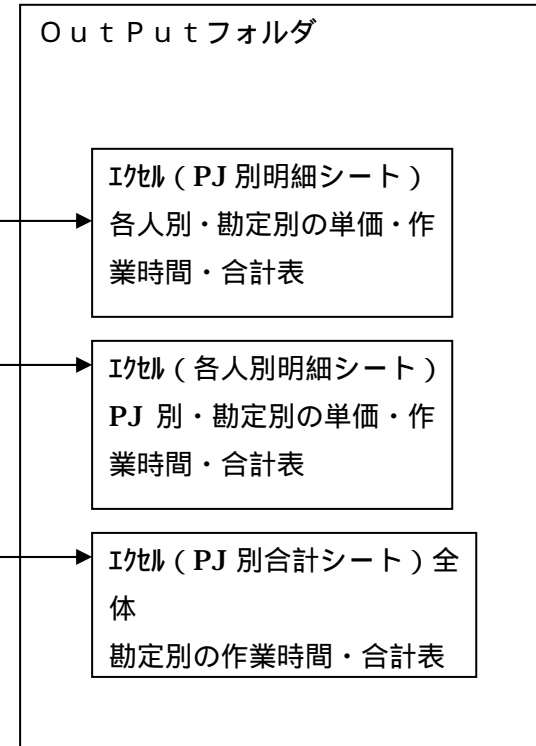 ＯｕｔＰｕｔフォルダ
ｴｸｾﾙ（PJ 別明細シート）
各人別・勘定別の単価・作
業時間・合計表
ｴｸｾﾙ（各人別明細シート）
PJ 別・勘定別の単価・作
業時間・合計表
ｴｸｾﾙ（PJ 別合計シート）全
体
勘定別の作業時間・合計表